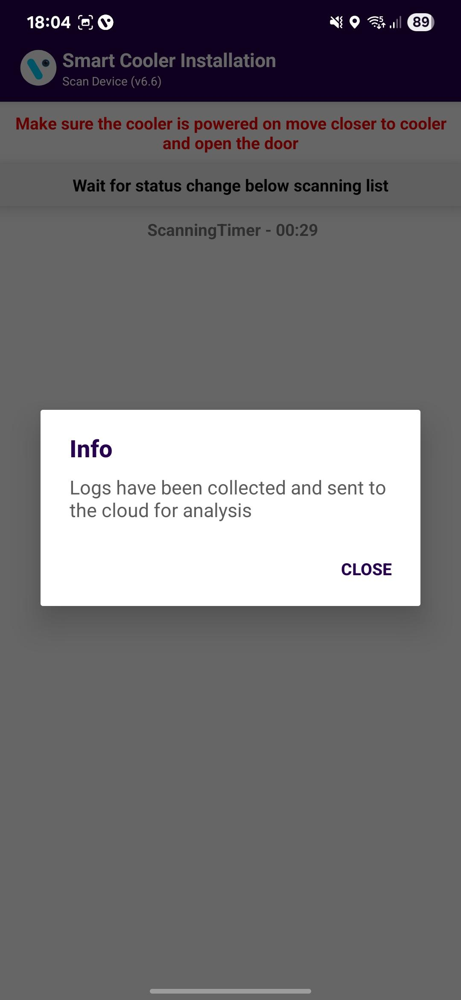 18:04
5
89
Smart Cooler Installation
Scan Device (v6.6)
Make sure the cooler is powered on move closer to cooler
and open the door
Wait for status change below scanning list
ScanningTimer - 00:29
Info
Logs have been collected and sent to
the cloud for analysis
CLOSE